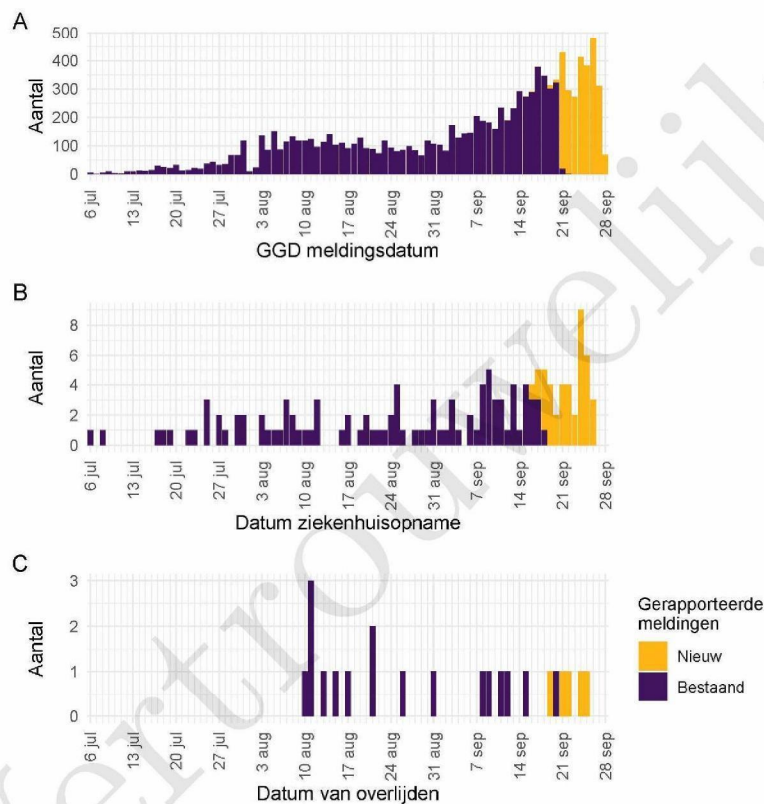 A
Aantal
500
400
300
200
100
0
6 jul
13 jul
20 jul
27 jul
3 aug
10 aug
17 aug
24 aug
31 aug
7 sep
14 sep
21 sep
28 sep
GGD meldingsdatum
B
Aantal
8
6
4
2
0
6 jul
13 jul
20 jul
27 jul
3 aug
10 aug
17 aug
24 aug
31 aug
7 sep
14 sep
21 sep
28 sep
Datum ziekenhuisopname
C
Aantal
3
2
1
0
6 jul
13 jul
20 jul
27 jul
3 aug
10 aug
17 aug
24 aug
31 aug
7 sep
14 sep
21 sep
28 sep
Datum van overlijden
Gerapporteerde
meldingen
Nieuw
Bestaand